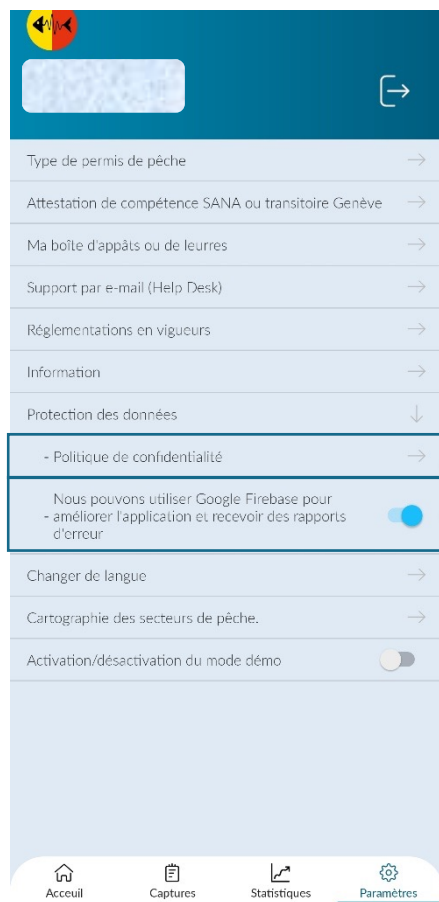 Type de permis de pêche
Attestation de compétence SANA ou transitoire Genève
Ma boîte d'appâts ou de leurres
Support par e-mail (Help Desk)
Réglementations en vigueurs
Information
Protection des données
- Politique de confidentialité
Nous pouvons utiliser Google Firebase pour
- améliorer l'application et recevoir des rapports
d'erreur
Changer de langue
Cartographie des secteurs de pêche.
Activation/désactivation du mode démo
Acceuil Captures Statistiques Paramètres